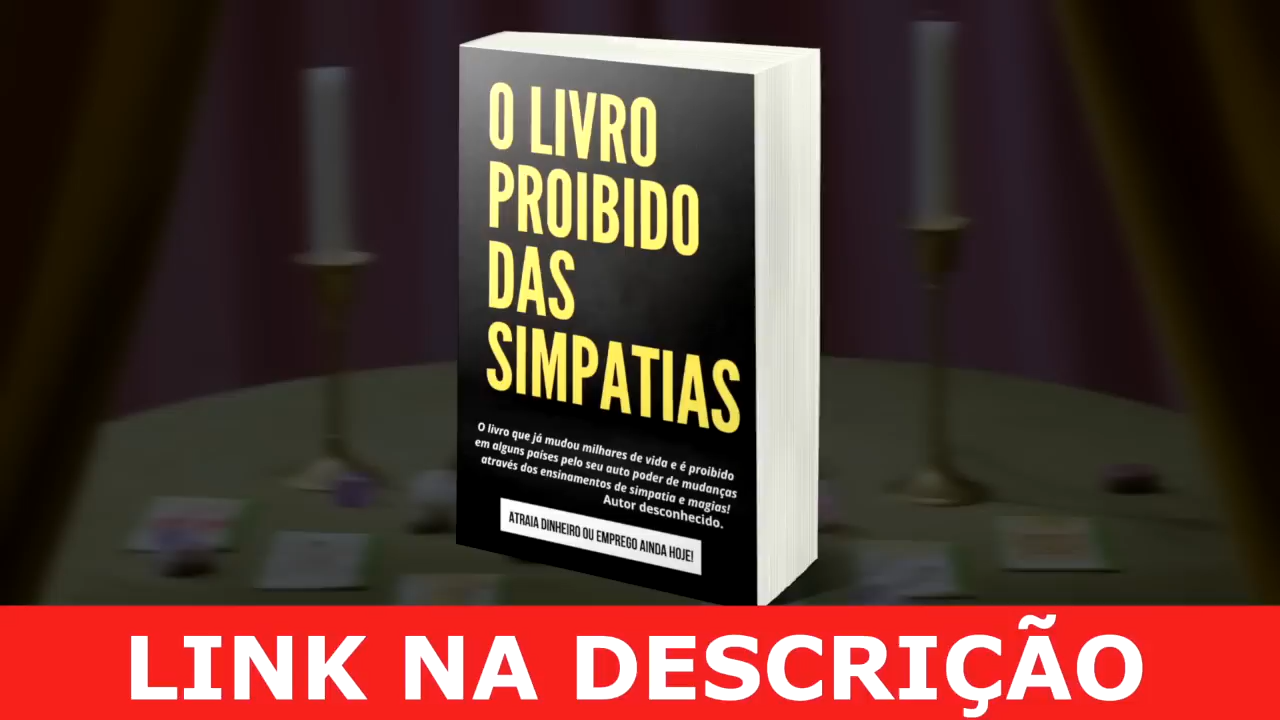 O LIVRO
PROIBIDO
DAS
SIMPATIAS
O livro que já mudou milhares de vida e é proibido
em alguns países pelo seu auto poder de mudanças
através dos ensinamentos de simpatia e magias!
Autor desconhecido.
ATRAIA DINHEIRO OU EMPREGO AINDA HOJE!
LINK NA DESCRIÇÃO